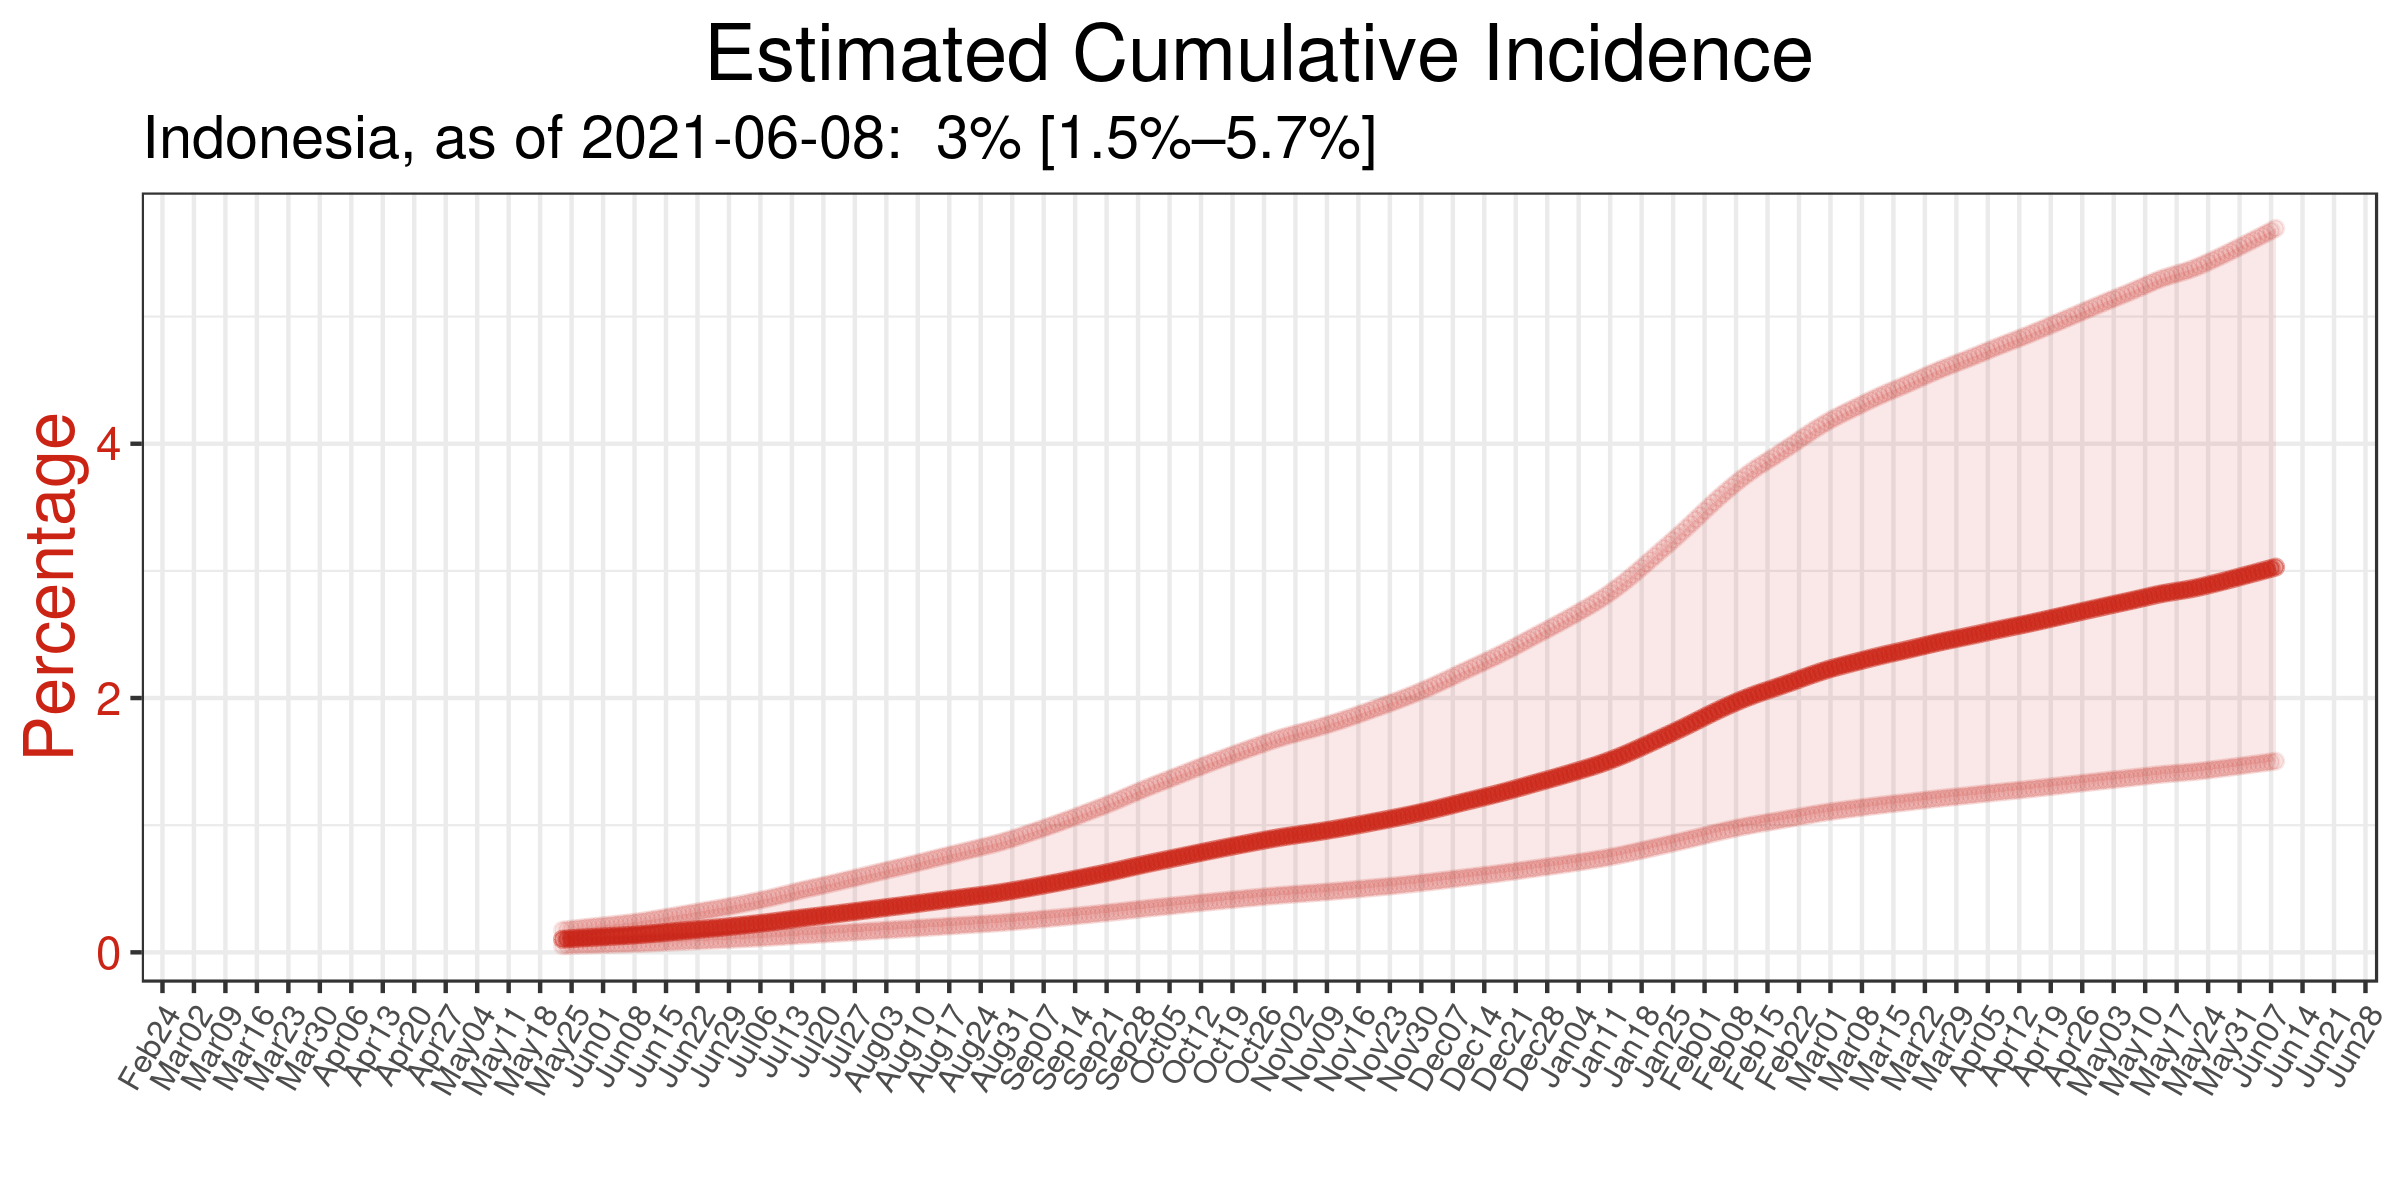 Estimated Cumulative Incidence
Indonesia, as of 2021-06-08:  3% [1.5%–5.7%]
Percentage
4
2
0
Feb24
Mar02
Mar09
Mar16
Mar23
Mar30
Apr06
Apr13
Apr20
Apr27
May04
May11
May18
May25
Jun01
Jun08
Jun15
Jun22
Jun29
Jul06
Jul13
Jul20
Jul27
Aug03
Aug10
Aug17
Aug24
Aug31
Sep07
Sep14
Sep21
Sep28
Oct05
Oct12
Oct19
Oct26
Nov02
Nov09
Nov16
Nov23
Nov30
Dec07
Dec14
Dec21
Dec28
Jan04
Jan11
Jan18
Jan25
Feb01
Feb08
Feb15
Feb22
Mar01
Mar08
Mar15
Mar22
Mar29
Apr05
Apr12
Apr19
Apr26
May03
May10
May17
May24
May31
Jun07
Jun14
Jun21
Jun28